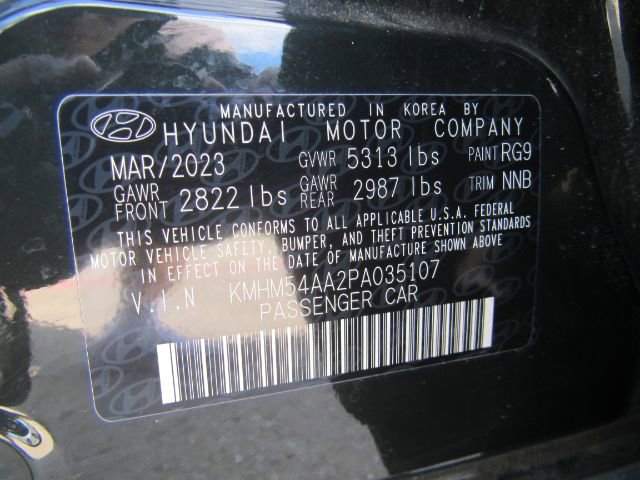 MANUFACTURED IN KOREA BY
HYUNDAI MOTOR COMPANY
MAR/2023 GVWR 5313 lbs PAINT RG9
GAWR FRONT 2822 lbs GAWR REAR 2987 lbs TRIM NNB
THIS VEHICLE CONFORMS TO ALL APPLICABLE U.S.A. FEDERAL
MOTOR VEHICLE SAFETY, BUMPER, AND THEFT PREVENTION STANDARDS
IN EFFECT ON THE DATE OF MANUFACTURE SHOWN ABOVE
V.I.N KMHM54AA2PA035107
PASSENGER CAR